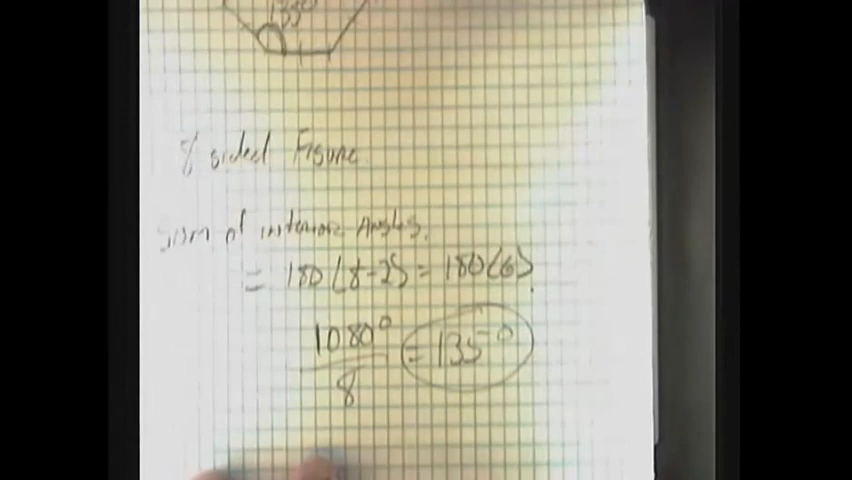 135°
8 sided Figure.
Sum of interior Angles.
= 180(8-2) = 180(6)
1080°
8
= 135°